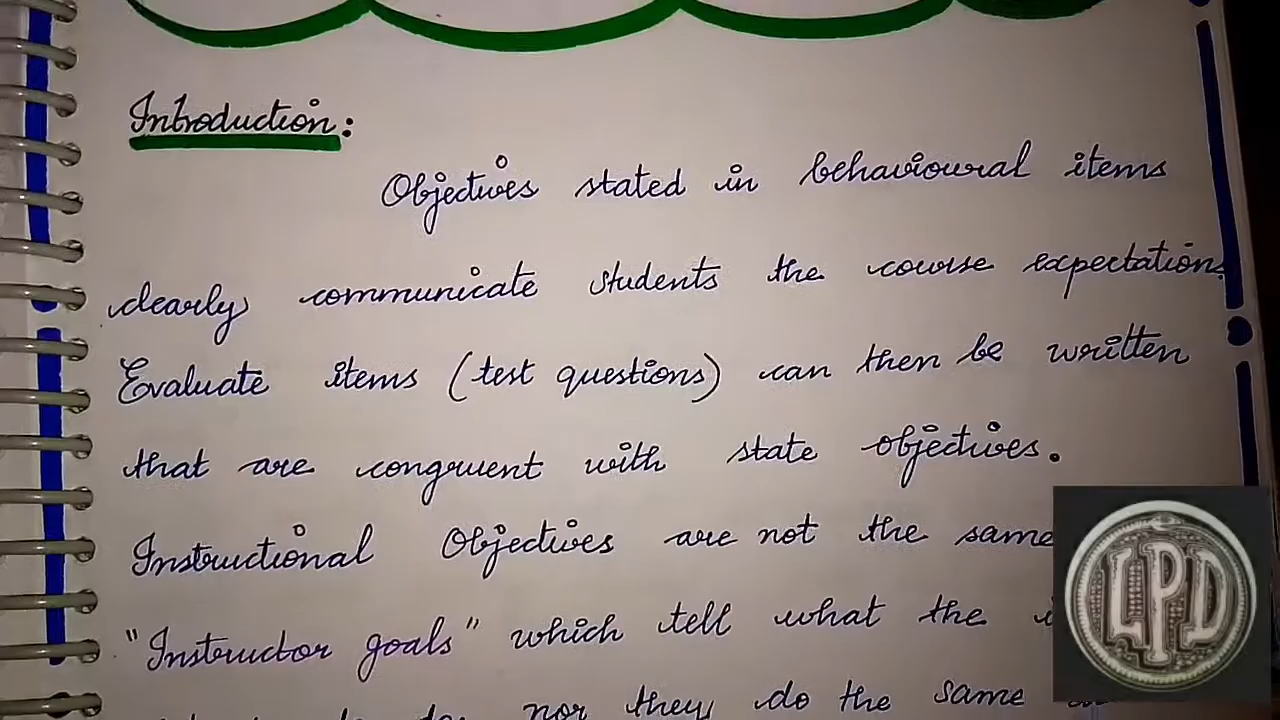 Introduction:
Objectives stated in behavioural items
clearly communicate students the course expectation.
Evaluate items (test questions) can then be written
that are congruent with state objectives.
Instructional Objectives are not the same
"Instructor goals" which tell what the
nor they do the same
LPD